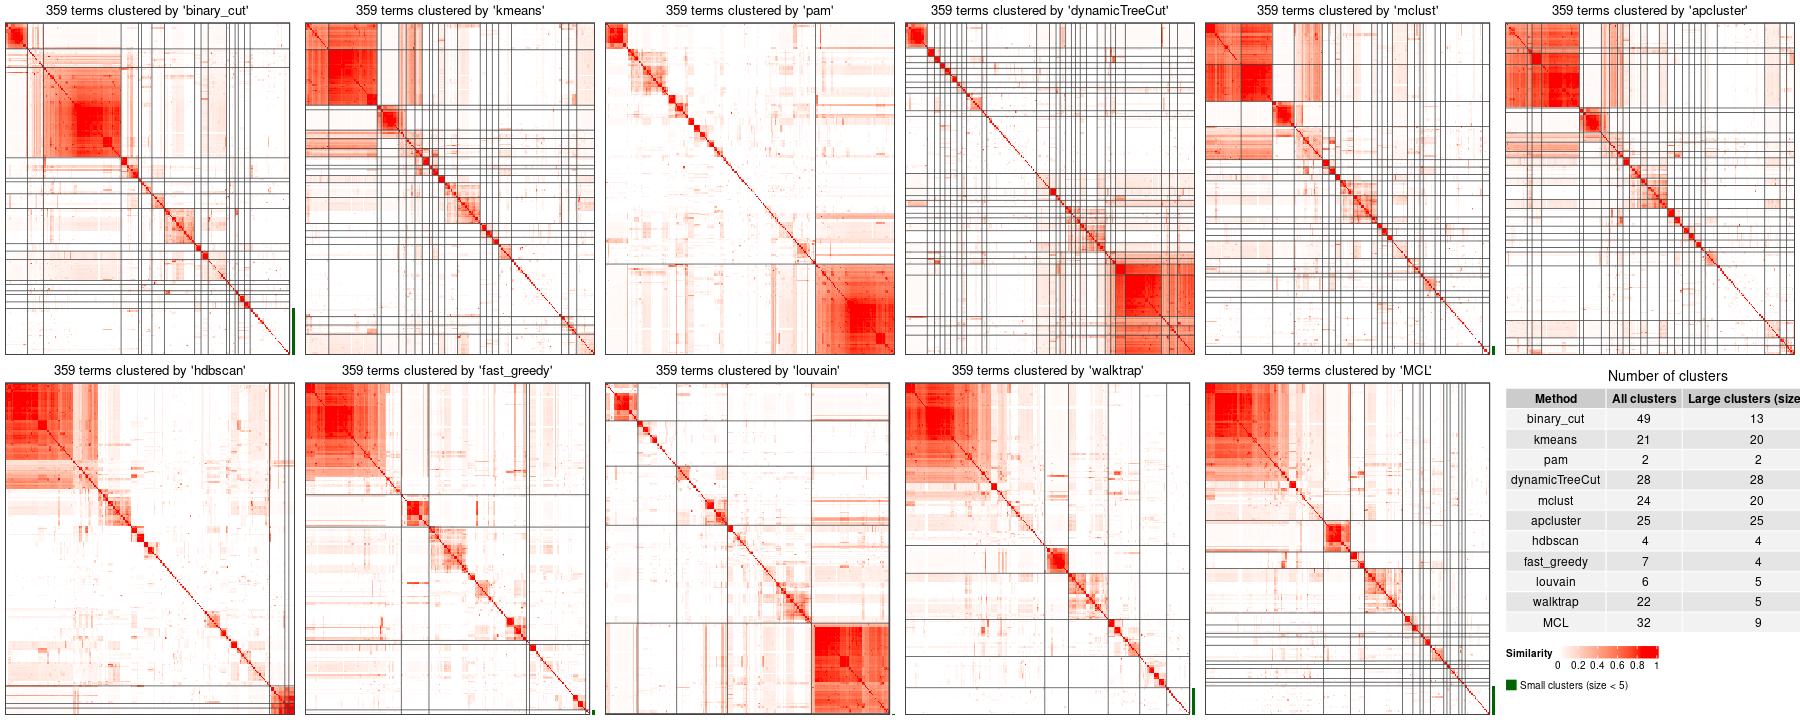 359 terms clustered by 'binary_cut'
359 terms clustered by 'kmeans'
359 terms clustered by 'pam'
359 terms clustered by 'dynamicTreeCut'
359 terms clustered by 'mclust'
359 terms clustered by 'apcluster'
359 terms clustered by 'hdbscan'
359 terms clustered by 'fast_greedy'
359 terms clustered by 'louvain'
359 terms clustered by 'walktrap'
359 terms clustered by 'MCL'
Number of clusters
Method All clusters Large clusters (size
binary_cut 49 13
kmeans 21 20
pam 2 2
dynamicTreeCut 28 28
mclust 24 20
apcluster 25 25
hdbscan 4 4
fast_greedy 7 4
louvain 6 5
walktrap 22 5
MCL 32 9
Similarity
0 0.2 0.4 0.6 0.8 1
Small clusters (size < 5)